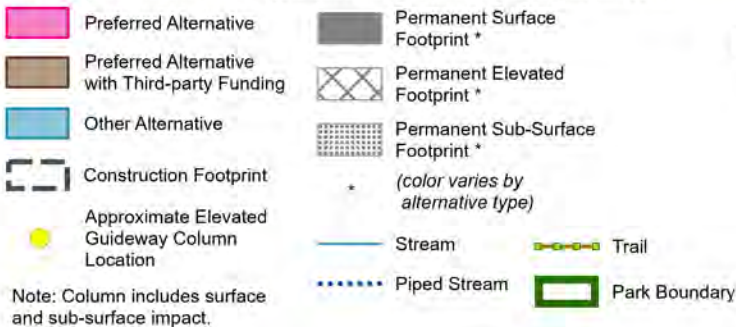 Preferred Alternative
Preferred Alternative
with Third-party Funding
Other Alternative
Construction Footprint
Approximate Elevated
Guideway Column
Location
Note: Column includes surface
and sub-surface impact.
Permanent Surface
Footprint *
Permanent Elevated
Footprint *
Permanent Sub-Surface
Footprint *
* (color varies by
alternative type)
Stream
Piped Stream
Trail
Park Boundary